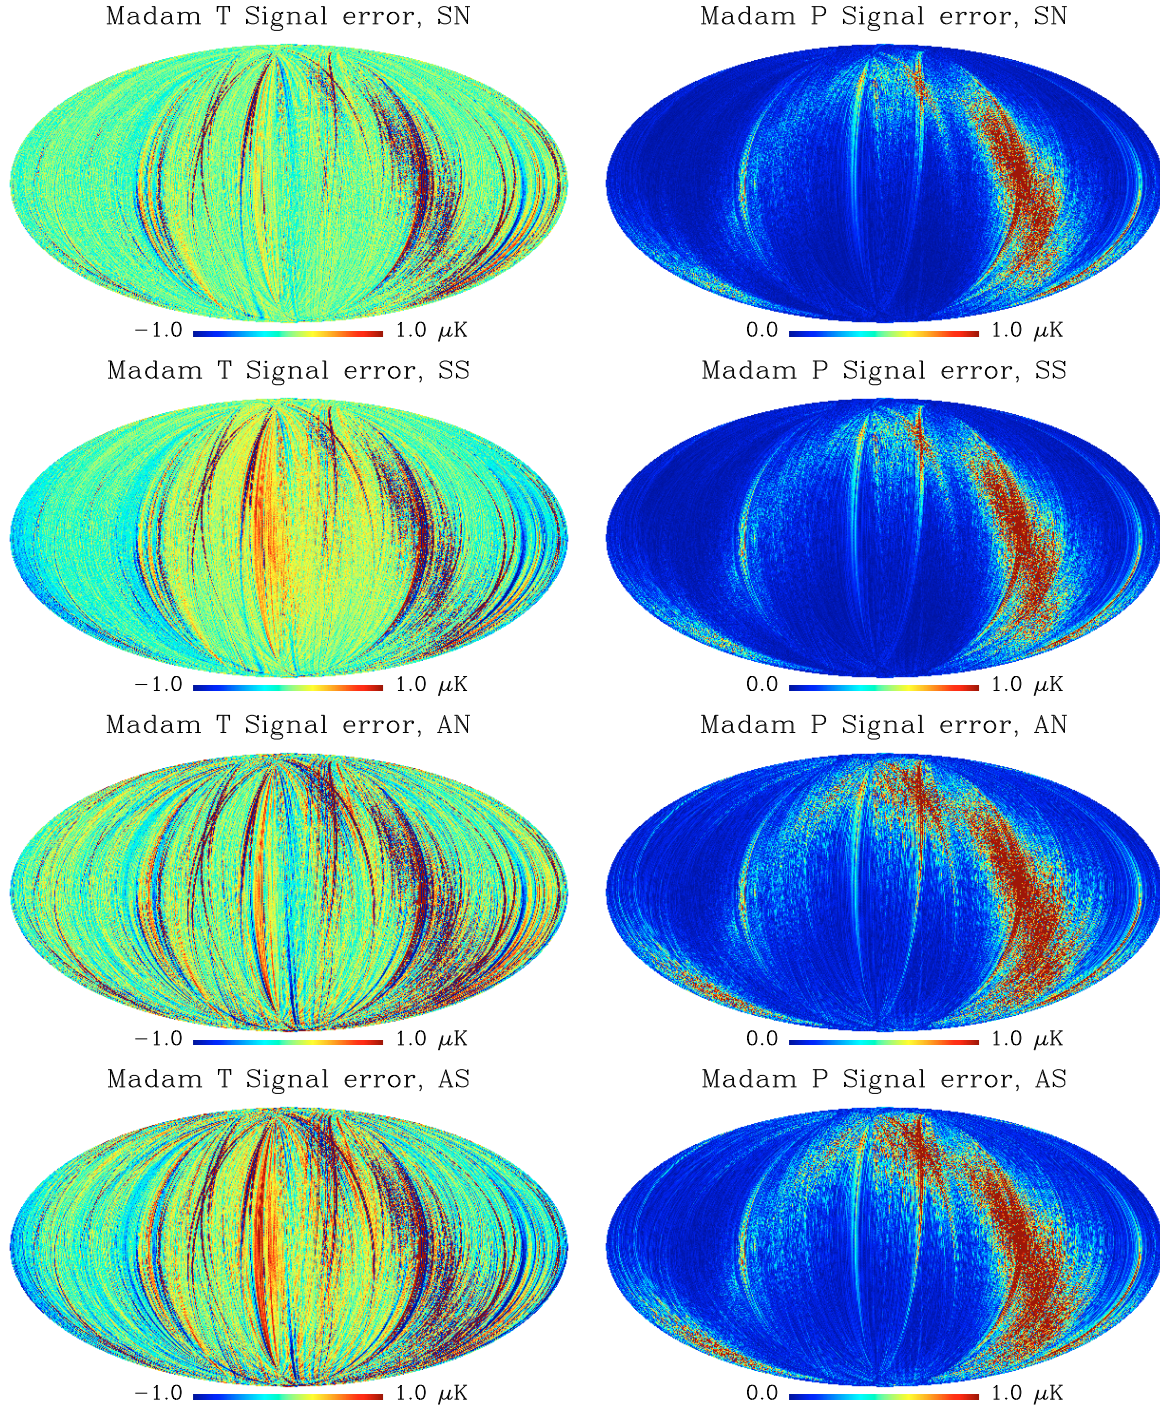 Madam T Signal error, SN
Madam P Signal error, SN
−1.0 1.0 μK
0.0 1.0 μK
Madam T Signal error, SS
Madam P Signal error, SS
−1.0 1.0 μK
0.0 1.0 μK
Madam T Signal error, AN
Madam P Signal error, AN
−1.0 1.0 μK
0.0 1.0 μK
Madam T Signal error, AS
Madam P Signal error, AS
−1.0 1.0 μK
0.0 1.0 μK